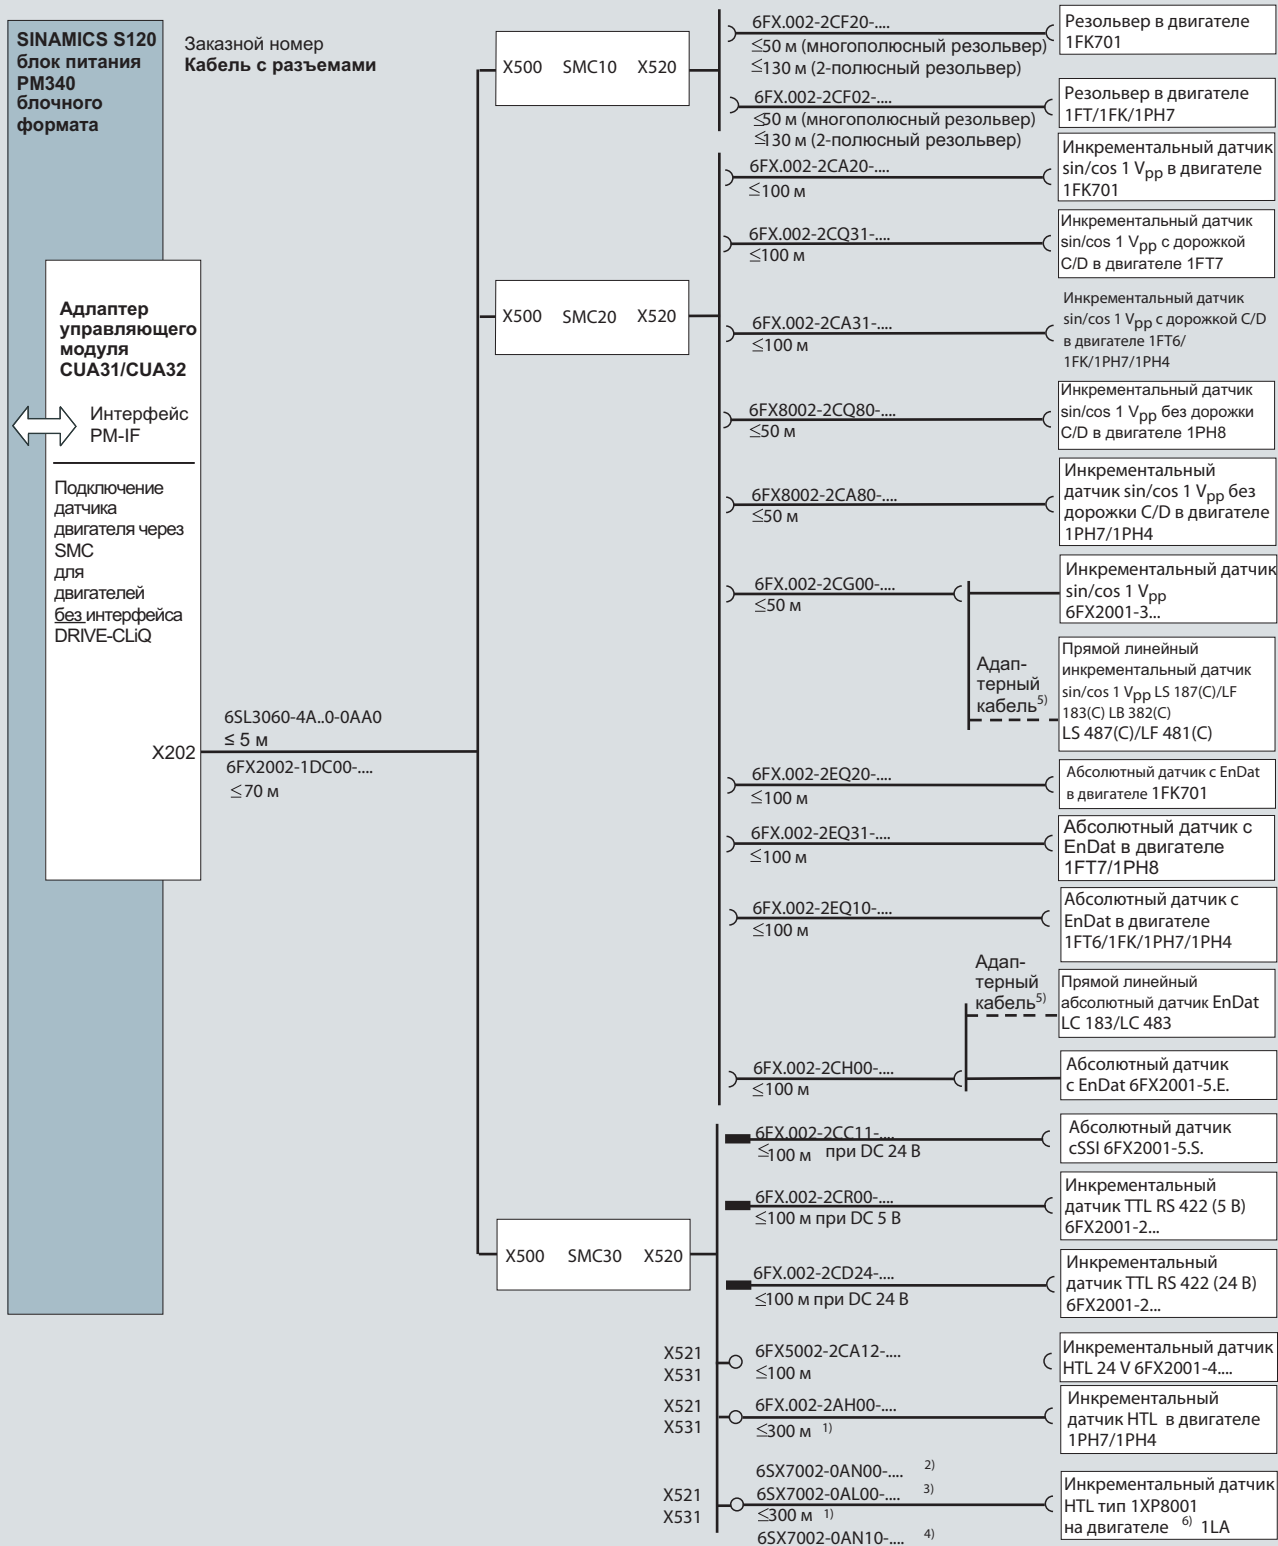 SINAMICS S120
блок питания
PM340
блочного
формата
Заказной номер
Кабель с разъемами
Адлаптер
управляющего
модуля
CUA31/CUA32
Интерфейс
PM-IF
Подключение
датчика
двигателя через
SMC
для
двигателей
без интерфейса
DRIVE-CLiQ
X202
6SL3060-4A..0-0AA0
≤ 5 м
6FX2002-1DC00-....
≤70 м
X500 SMC10 X520
6FX.002-2CF20-....
≤50 м (многополюсный резольвер)
≤130 м (2-полюсный резольвер)
Резольвер в двигателе
1FK701
6FX.002-2CF02-....
≤50 м (многополюсный резольвер)
≤130 м (2-полюсный резольвер)
Резольвер в двигателе
1FT/1FK/1PH7
X500 SMC20 X520
6FX.002-2CA20-....
≤100 м
Инкрементальный датчик
sin/cos 1 Vpp в двигателе
1FK701
6FX.002-2CQ31-....
≤100 м
Инкрементальный датчик
sin/cos 1 Vpp с дорожкой
C/D в двигателе 1FT7
6FX.002-2CA31-....
≤100 м
Инкрементальный датчик
sin/cos 1 Vpp с дорожкой C/D
в двигателе 1FT6/
1FK/1PH7/1PH4
6FX8002-2CQ80-....
≤50 м
Инкрементальный датчик
sin/cos 1 Vpp без дорожки
C/D в двигателе 1PH8
6FX8002-2CA80-....
≤50 м
Инкрементальный
датчик sin/cos 1 Vpp без
дорожки C/D в двигателе
1PH7/1PH4
6FX.002-2CG00-....
≤50 м
Инкрементальный датчик
sin/cos 1 Vpp
6FX2001-3...
Адап-
терный
кабель5)
Прямой линейный
инкрементальный датчик
sin/cos 1 Vpp LS 187(C)/LF
183(C) LB 382(C)
LS 487(C)/LF 481(C)
6FX.002-2EQ20-....
≤100 м
Абсолютный датчик с EnDat
в двигателе 1FK701
6FX.002-2EQ31-....
≤100 м
Абсолютный датчик с
EnDat в двигателе
1FT7/1PH8
6FX.002-2EQ10-....
≤100 м
Абсолютный датчик с
EnDat в двигателе
1FT6/1FK/1PH7/1PH4
Адап-
терный
кабель5)
Прямой линейный
абсолютный датчик EnDat
LC 183/LC 483
6FX.002-2CH00-....
≤100 м
Абсолютный датчик
с EnDat 6FX2001-5.E.
X500 SMC30 X520
6FX.002-2CC11-....
≤100 м при DC 24 В
Абсолютный датчик
cSSI 6FX2001-5.S.
6FX.002-2CR00-....
≤100 м при DC 5 В
Инкрементальный
датчик TTL RS 422 (5 В)
6FX2001-2...
6FX.002-2CD24-....
≤100 м при DC 24 В
Инкрементальный
датчик TTL RS 422 (24 В)
6FX2001-2...
X521
X531
6FX5002-2CA12-....
≤100 м
Инкрементальный датчик
HTL 24 V 6FX2001-4....
X521
X531
6FX.002-2AH00-....
≤300 м 1)
Инкрементальный
датчик HTL в двигателе
1PH7/1PH4
X521
X531
6SX7002-0AN00-.... 2)
6SX7002-0AL00-.... 3)
≤300 м 1)
6SX7002-0AN10-.... 4)
Инкрементальный датчик
HTL тип 1XP8001
на двигателе 6) 1LA